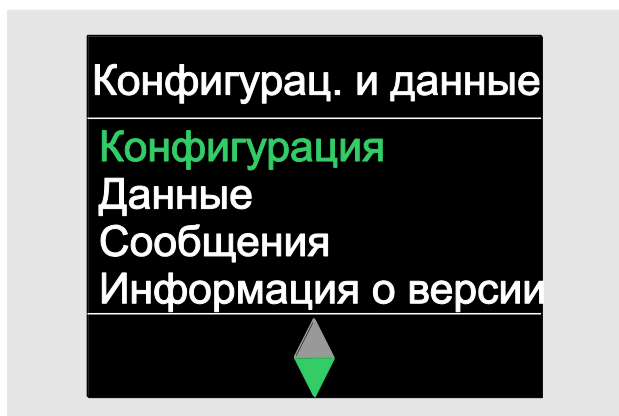 Конфигурац. и данные
Конфигурация
Данные
Сообщения
Информация о версии